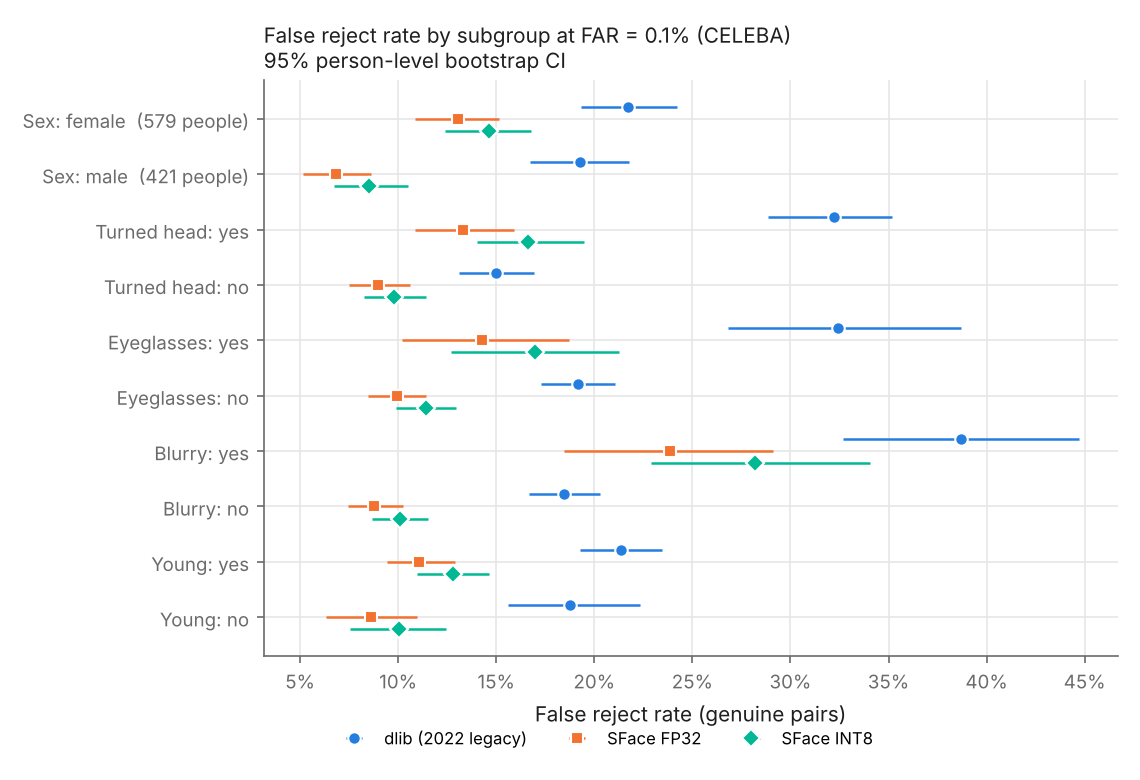 False reject rate by subgroup at FAR = 0.1% (CELEBA)
95% person-level bootstrap CI
Sex: female (579 people)
Sex: male (421 people)
Turned head: yes
Turned head: no
Eyeglasses: yes
Eyeglasses: no
Blurry: yes
Blurry: no
Young: yes
Young: no
5% 10% 15% 20% 25% 30% 35% 40% 45%
False reject rate (genuine pairs)
dlib (2022 legacy) SFace FP32 SFace INT8